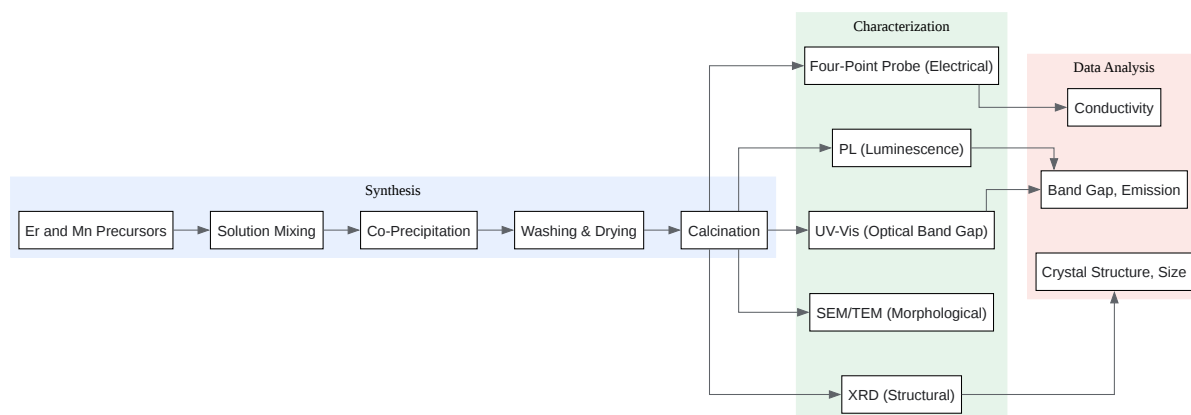 Synthesis
Er and Mn Precursors
Solution Mixing
Co-Precipitation
Washing & Drying
Calcination
Characterization
Four-Point Probe (Electrical)
PL (Luminescence)
UV-Vis (Optical Band Gap)
SEM/TEM (Morphological)
XRD (Structural)
Data Analysis
Conductivity
Band Gap, Emission
Crystal Structure, Size